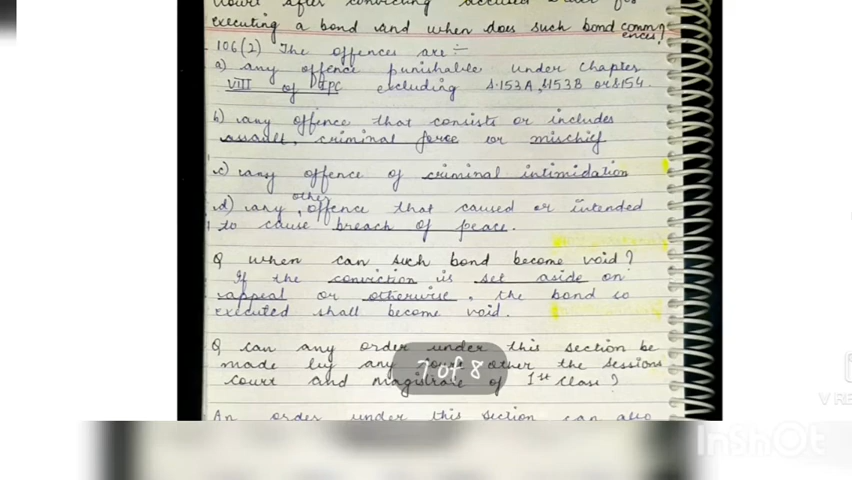 court after convicting accused
executing a bond and when does such bond commences?
106(2) The offences are :-
a) any offence punishable under Chapter
VIII of IPC excluding S.153A, 153B or 154.
b) any offence that consists or includes
assault, criminal force or mischief
c) any offence of criminal intimidation
d) any other offence that caused or intended
to cause breach of peace.
Q when can such bond become void?
If the conviction is set aside on
appeal or otherwise, the bond so
executed shall become void.
Q can any order under this section be
made by any court other the sessions
court and magistrate of 1st class?
An order under this section can also
7 of 8
V RE
InShOt